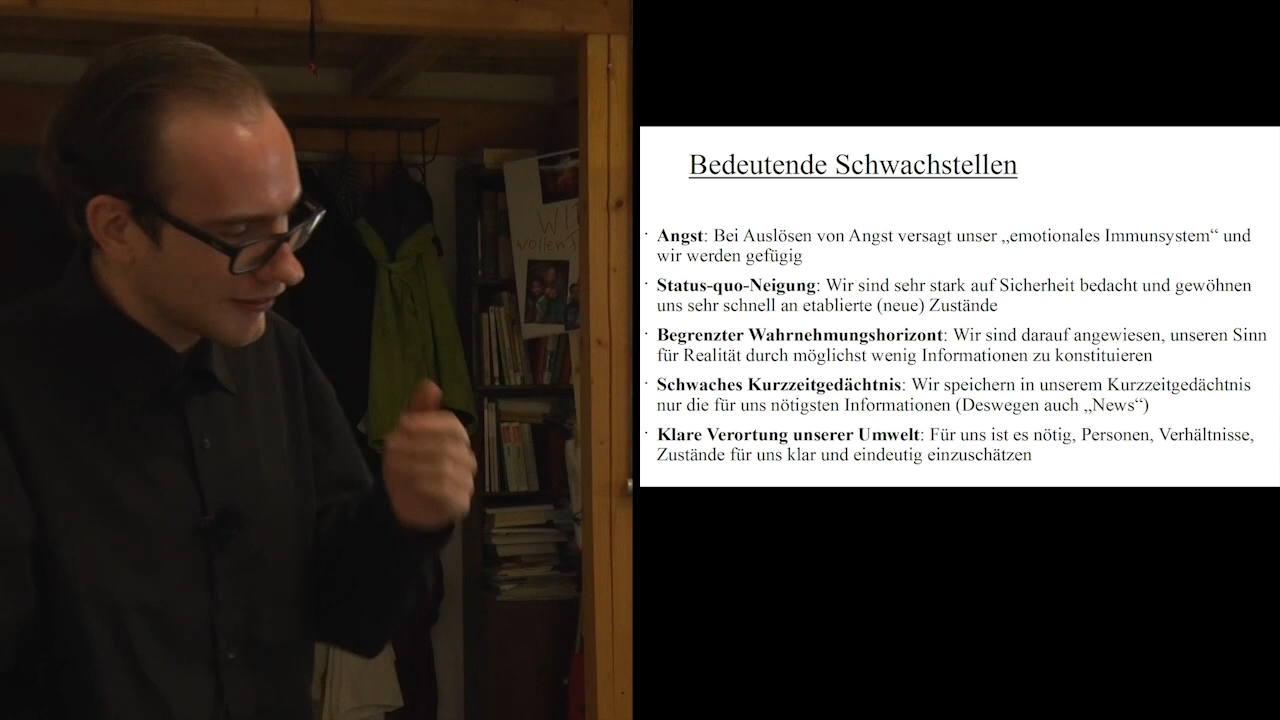 WI
wollen
Bedeutende Schwachstellen
· Angst: Bei Auslösen von Angst versagt unser „emotionales Immunsystem“ und
wir werden gefügig
· Status-quo-Neigung: Wir sind sehr stark auf Sicherheit bedacht und gewöhnen
uns sehr schnell an etablierte (neue) Zustände
· Begrenzter Wahrnehmungshorizont: Wir sind darauf angewiesen, unseren Sinn
für Realität durch möglichst wenig Informationen zu konstituieren
· Schwaches Kurzzeitgedächtnis: Wir speichern in unserem Kurzzeitgedächtnis
nur die für uns nötigsten Informationen (Deswegen auch „News“)
· Klare Verortung unserer Umwelt: Für uns ist es nötig, Personen, Verhältnisse,
Zustände für uns klar und eindeutig einzuschätzen